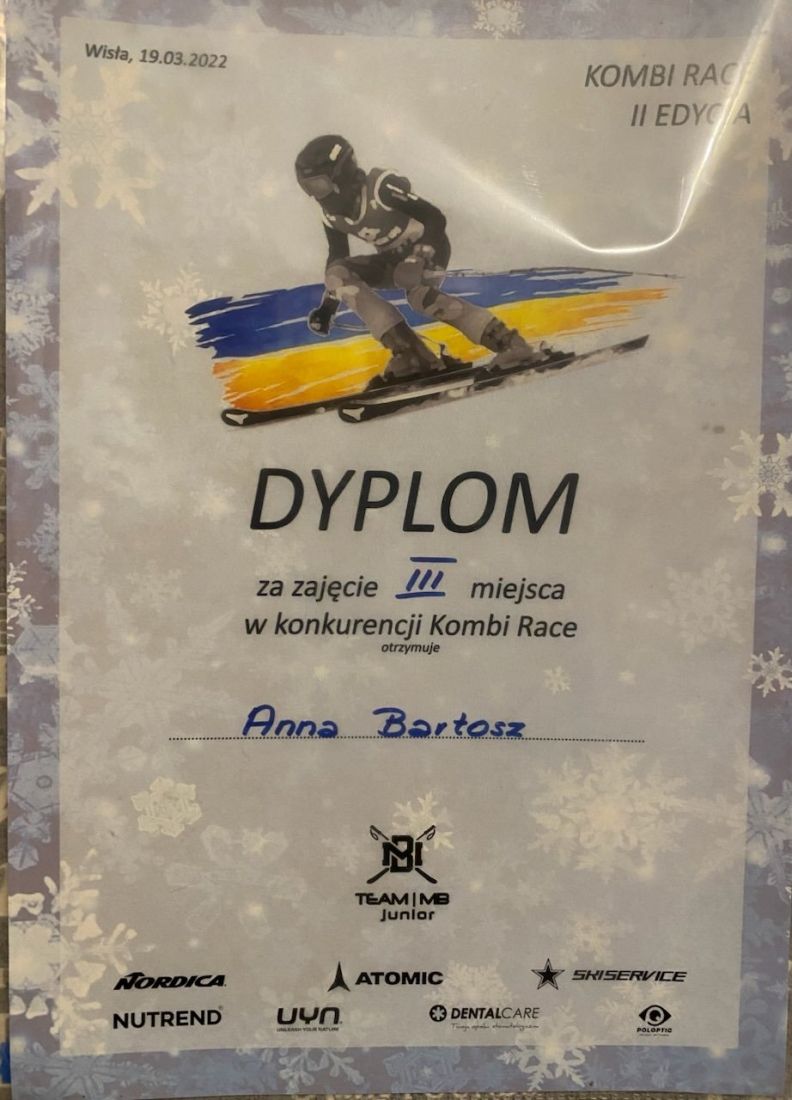 Wisła, 19.03.2022
KOMBI RACE
II EDYCJA
DYPLOM
za zajęcie III miejsca
w konkurencji Kombi Race
otrzymuje
Anna Bartosz
MB
TEAM|MB
Junior
NORDICA
ATOMIC
SKISERVICE
NUTREND
UYN
UNLEASH YOUR NATURE
DENTALCARE
POLOPTIC